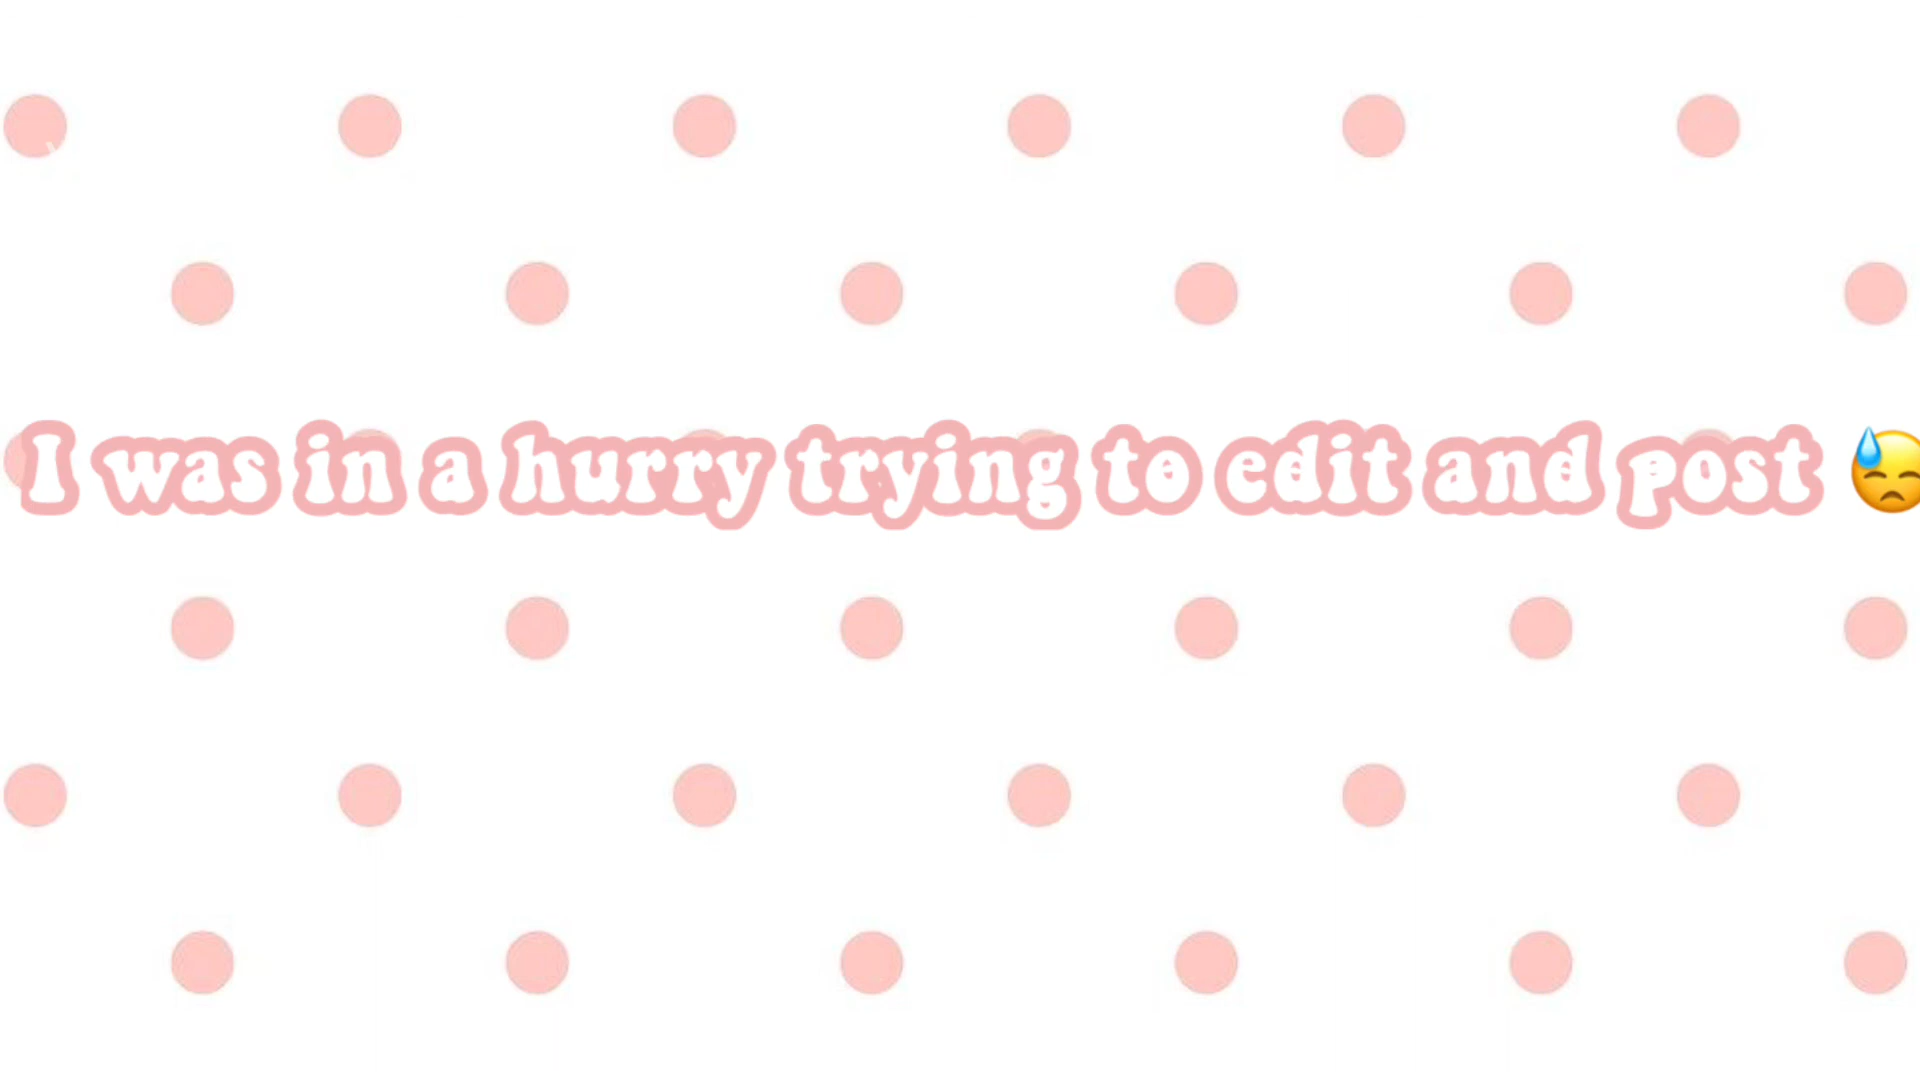 I was in a hurry trying to edit and post 😓